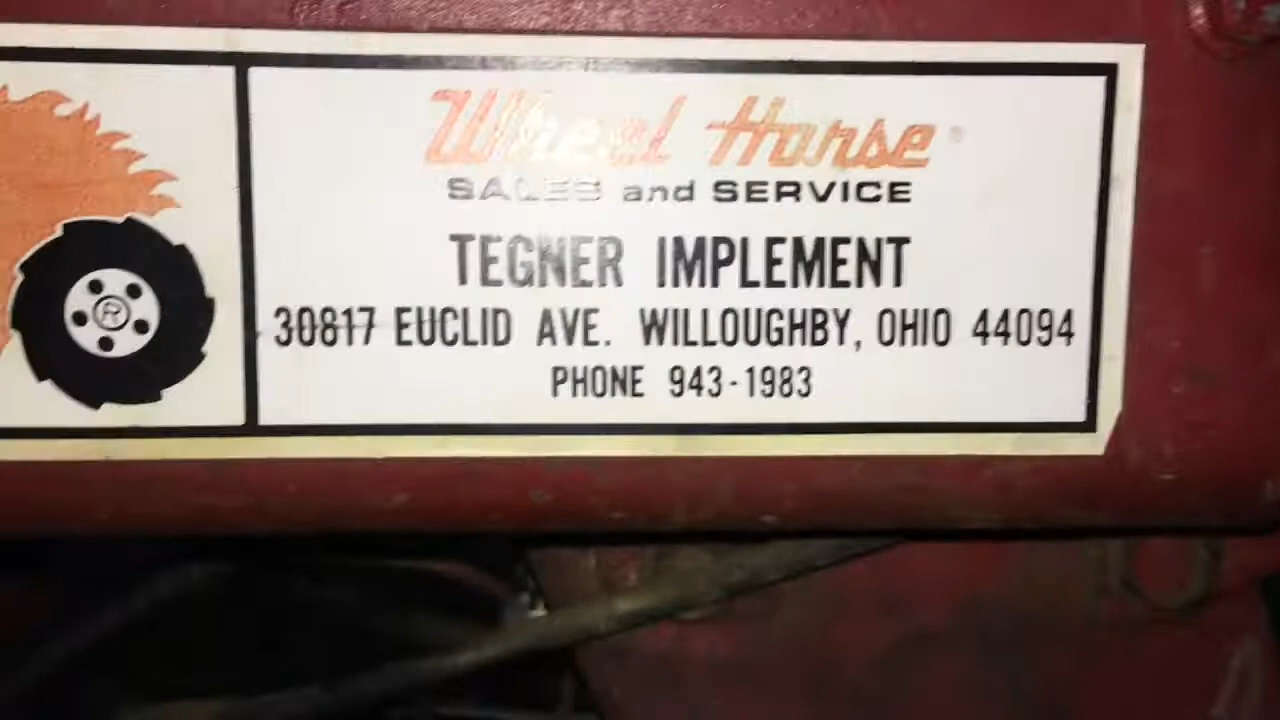 Wheel Horse
SALES and SERVICE
TEGNER IMPLEMENT
30817 EUCLID AVE. WILLOUGHBY, OHIO 44094
PHONE 943-1983
R